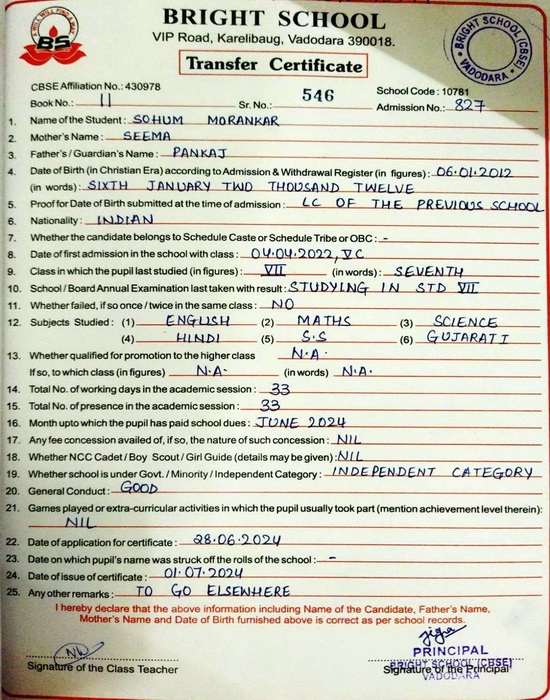 BS
BRIGHT SCHOOL
VIP Road, Karelibaug, Vadodara 390018.
Transfer Certificate
BRIGHT SCHOOL (CBSE)
VADODARA
CBSE Affiliation No.: 430978
School Code : 10781
Book No.: 11 Sr. No.: 546 Admission No.: 827
1. Name of the Student : SOHUM MORANKAR
2. Mother's Name : SEEMA
3. Father's / Guardian's Name : PANKAJ
4. Date of Birth (in Christian Era) according to Admission & Withdrawal Register (in figures) : 06.01.2012
(in words) : SIXTH JANUARY TWO THOUSAND TWELVE
5. Proof for Date of Birth submitted at the time of admission : LC OF THE PREVIOUS SCHOOL
6. Nationality : INDIAN
7. Whether the candidate belongs to Schedule Caste or Schedule Tribe or OBC : -
8. Date of first admission in the school with class : 04.04.2022, V C
9. Class in which the pupil last studied (in figures) : VII (in words) : SEVENTH
10. School / Board Annual Examination last taken with result : STUDYING IN STD VII
11. Whether failed, if so once / twice in the same class : NO
12. Subjects Studied : (1) ENGLISH (2) MATHS (3) SCIENCE
(4) HINDI (5) S.S (6) GUJARATI
13. Whether qualified for promotion to the higher class N.A.
If so, to which class (in figures) N.A. (in words) N.A.
14. Total No. of working days in the academic session : 33
15. Total No. of presence in the academic session : 33
16. Month upto which the pupil has paid school dues : JUNE 2024
17. Any fee concession availed of, if so, the nature of such concession : NIL
18. Whether NCC Cadet / Boy Scout / Girl Guide (details may be given) : NIL
19. Whether school is under Govt. / Minority / Independent Category : INDEPENDENT CATEGORY
20. General Conduct : GOOD
21. Games played or extra-curricular activities in which the pupil usually took part (mention achievement level therein):
NIL
22. Date of application for certificate : 28.06.2024
23. Date on which pupil's name was struck off the rolls of the school : -
24. Date of issue of certificate : 01.07.2024
25. Any other remarks : TO GO ELSEWHERE
I hereby declare that the above information including Name of the Candidate, Father's Name,
Mother's Name and Date of Birth furnished above is correct as per school records.
PRINCIPAL
BRIGHT SCHOOL (CBSE)
Signature of the Class Teacher Signature of the Principal
VADODARA